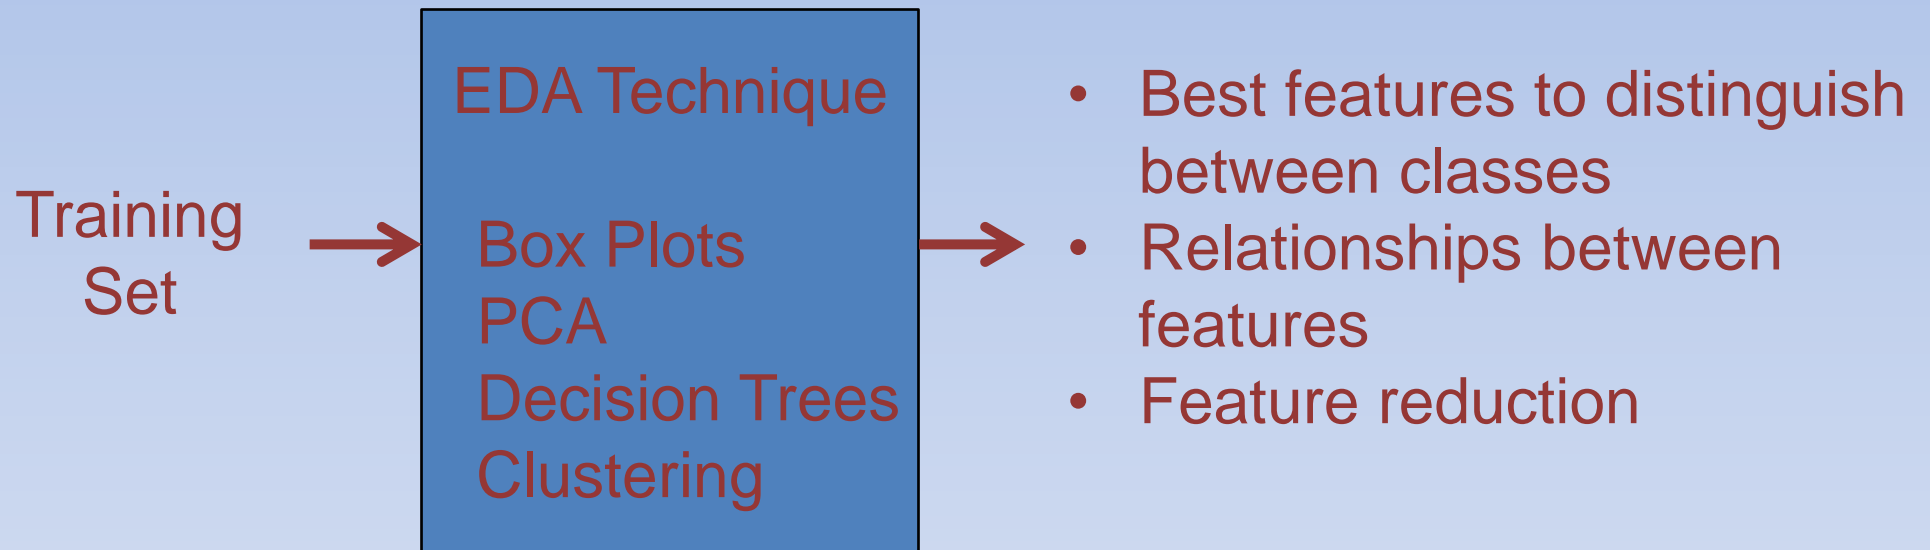 Training
Set
EDA Technique
Box Plots
PCA
Decision Trees
Clustering
• Best features to distinguish
between classes
• Relationships between
features
• Feature reduction